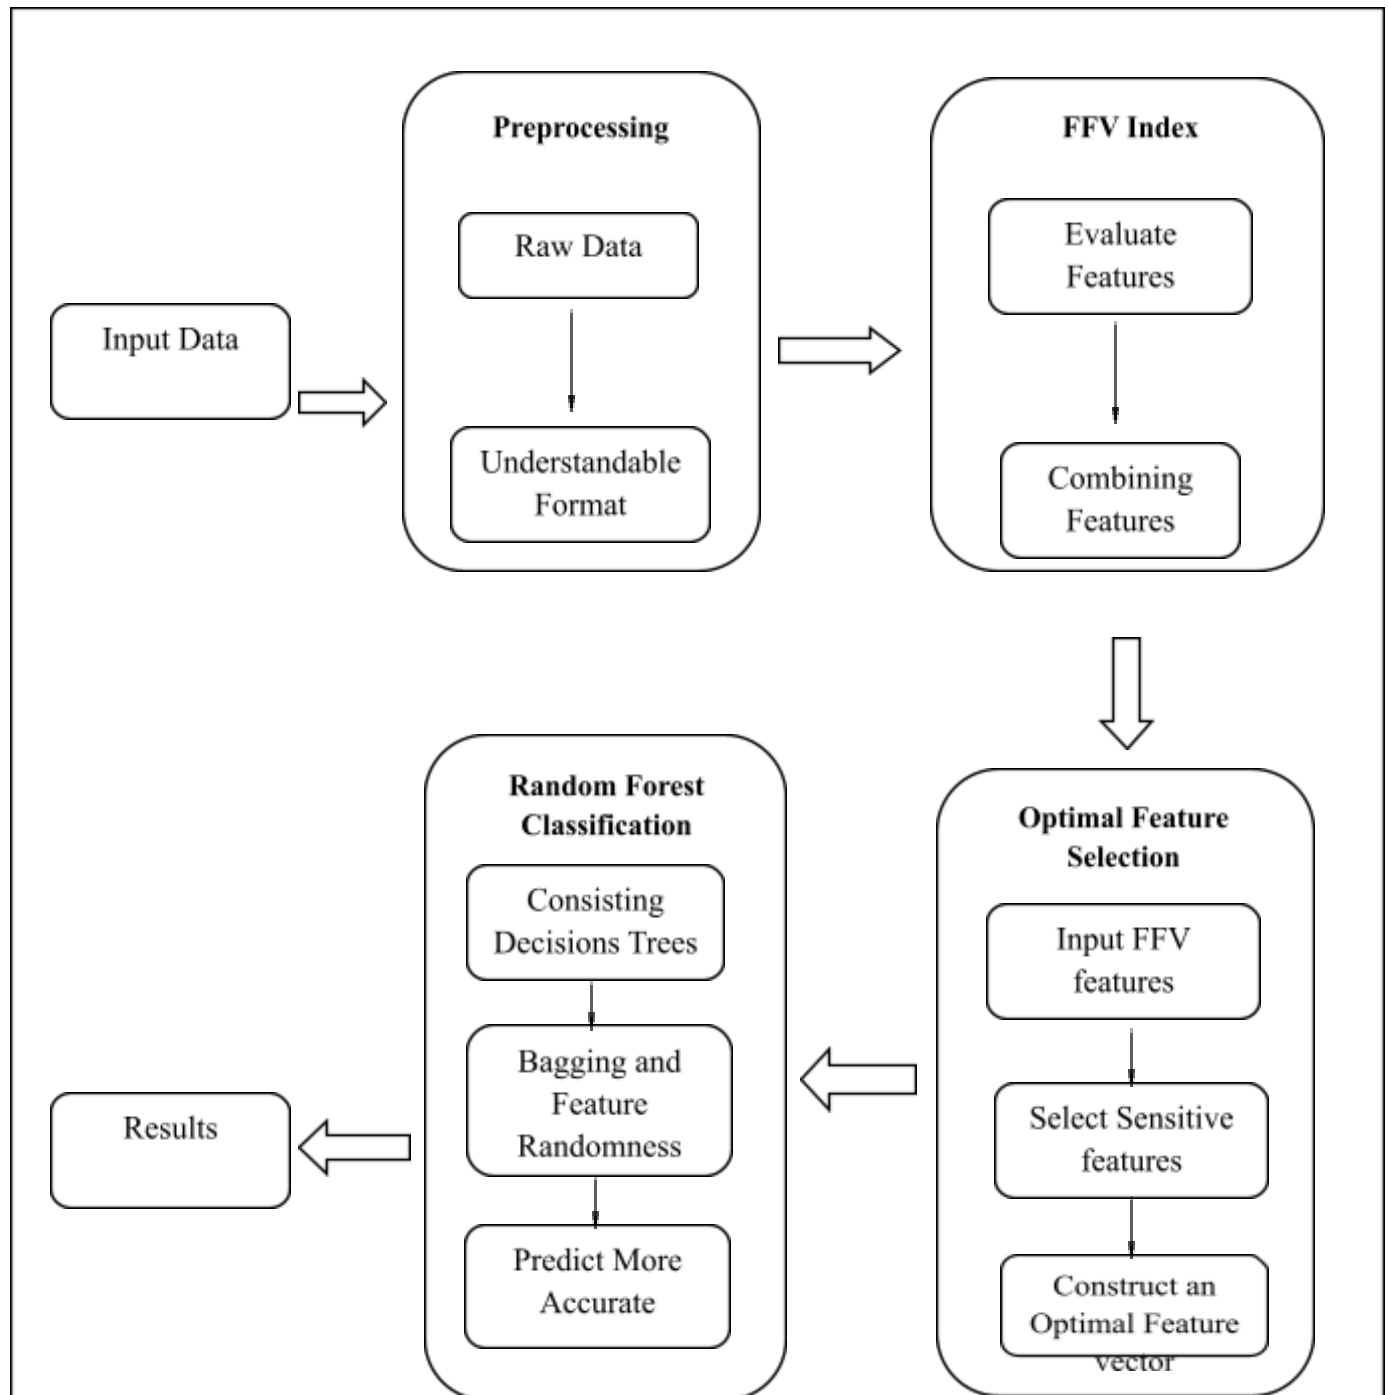 Input Data
Preprocessing
Raw Data
Understandable
Format
FFV Index
Evaluate
Features
Combining
Features
Optimal Feature
Selection
Input FFV
features
Select Sensitive
features
Construct an
Optimal Feature
vector
Random Forest
Classification
Consisting
Decisions Trees
Bagging and
Feature
Randomness
Predict More
Accurate
Results